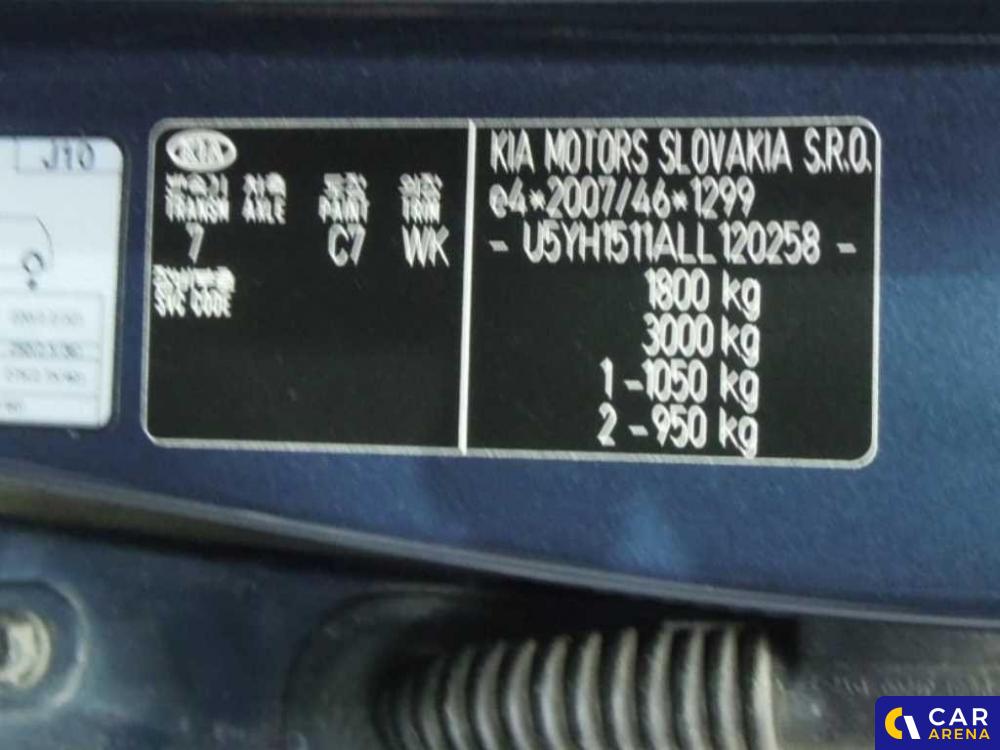 J10
KIA
TRANSM AXLE PAINT TRIM
7 C7 WK
SVC CODE
KIA MOTORS SLOVAKIA S.R.O.
e4*2007/46*1299
- U5YH1511ALL120258 -
1800 kg
3000 kg
1 -1050 kg
2 -950 kg
CAR
ARENA